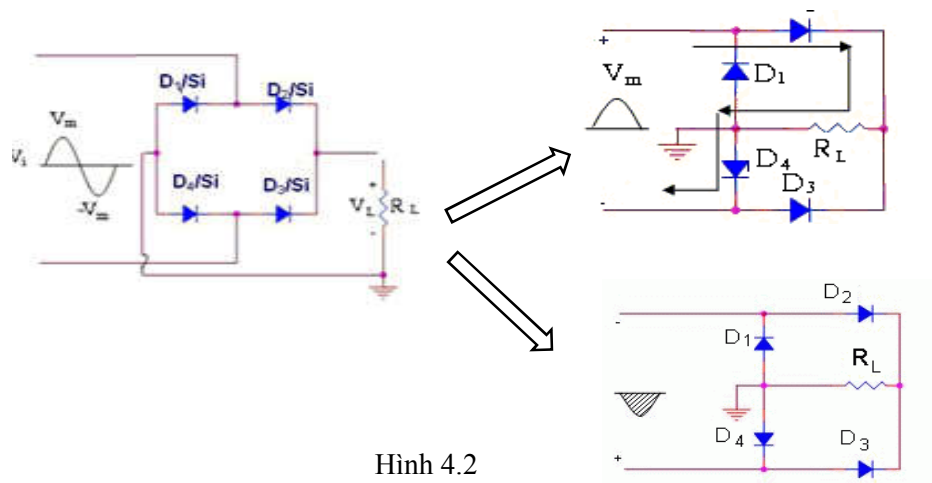 D1/Si
D2/Si
Vm
Vi
-Vm
D4/Si
D3/Si
+
VL
RL
-
+
Vm
D1
RL
D4
D3
-
-
D2
D1
RL
D4
D3
+
Hình 4.2